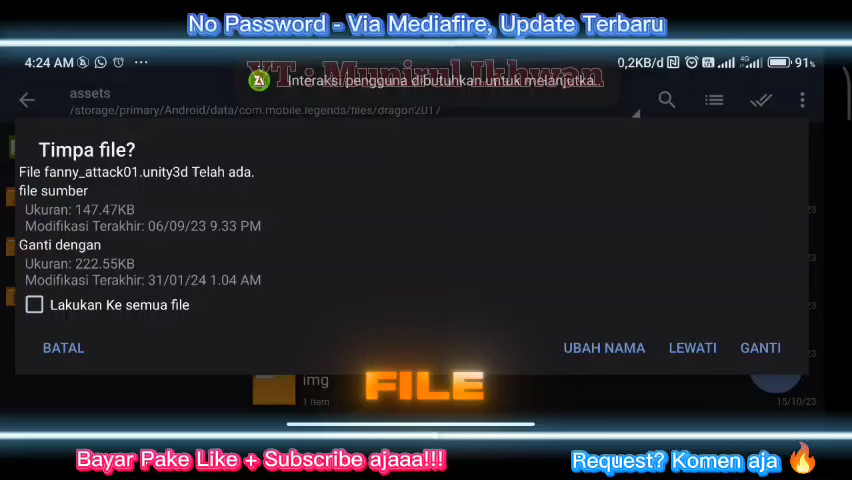 No Password - Via Mediafire, Update Terbaru
4:24 AM
0,2KB/d
4G
91%
YT : Munirul Ikhwan
Interaksi pengguna dibutuhkan untuk melanjutka..
assets
/storage/primary/Android/data/com.mobile.legends/files/dragon2017
Timpa file?
File fanny_attack01.unity3d Telah ada.
file sumber
Ukuran: 147.47KB
Modifikasi Terakhir: 06/09/23 9.33 PM
Ganti dengan
Ukuran: 222.55KB
Modifikasi Terakhir: 31/01/24 1.04 AM
Lakukan Ke semua file
BATAL
UBAH NAMA
LEWATI
GANTI
FILE
img
1 item
15/10/23
Bayar Pake Like + Subscribe ajaaa!!!
Request? Komen aja 🔥